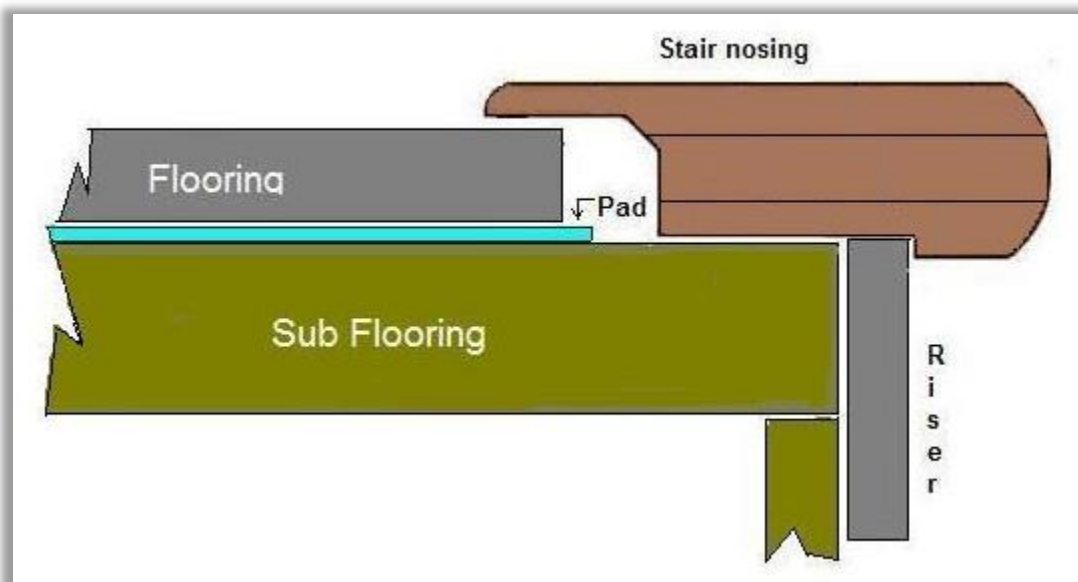 Stair nosing
Flooring
Pad
Sub Flooring
Riser